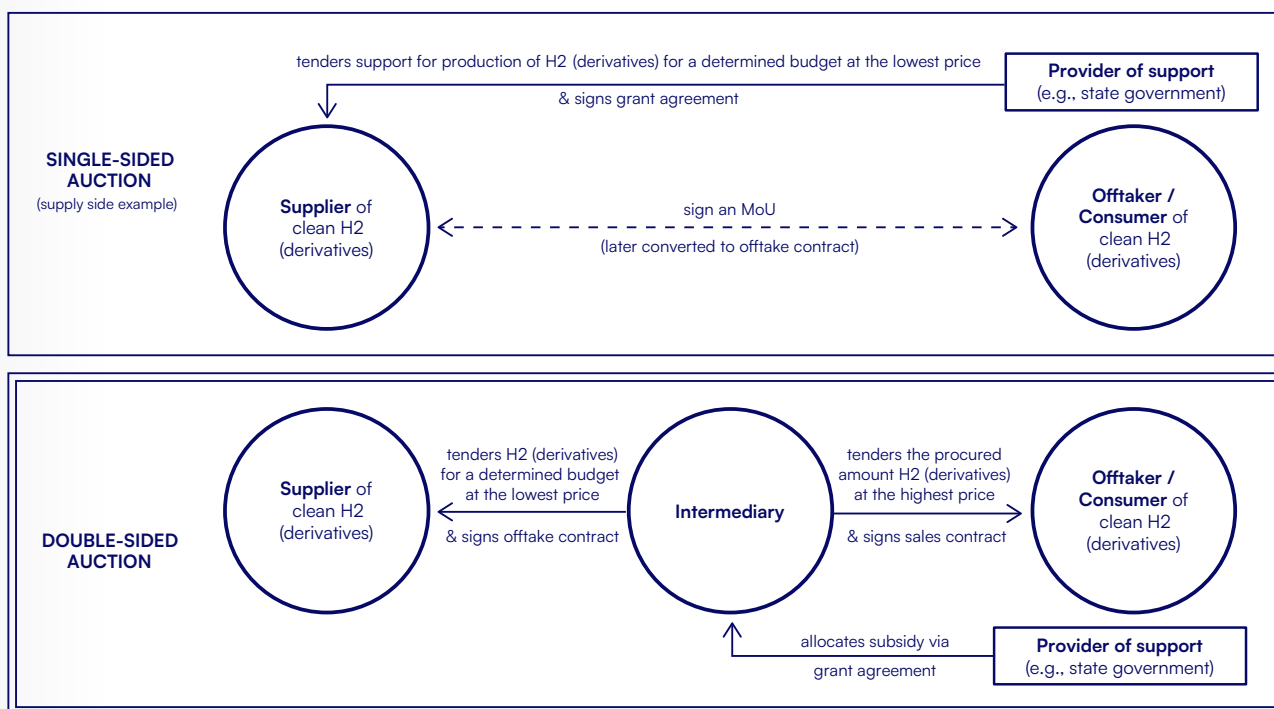 tenders support for production of H2 (derivatives) for a determined budget at the lowest price
& signs grant agreement
Provider of support
(e.g., state government)
SINGLE-SIDED
AUCTION
(supply side example)
Supplier of
clean H2
(derivatives)
sign an MoU
(later converted to offtake contract)
Offtaker /
Consumer of
clean H2
(derivatives)
DOUBLE-SIDED
AUCTION
Supplier of
clean H2
(derivatives)
tenders H2 (derivatives)
for a determined budget
at the lowest price
& signs offtake contract
Intermediary
tenders the procured
amount H2 (derivatives)
at the highest price
& signs sales contract
Offtaker /
Consumer of
clean H2
(derivatives)
allocates subsidy via
grant agreement
Provider of support
(e.g., state government)